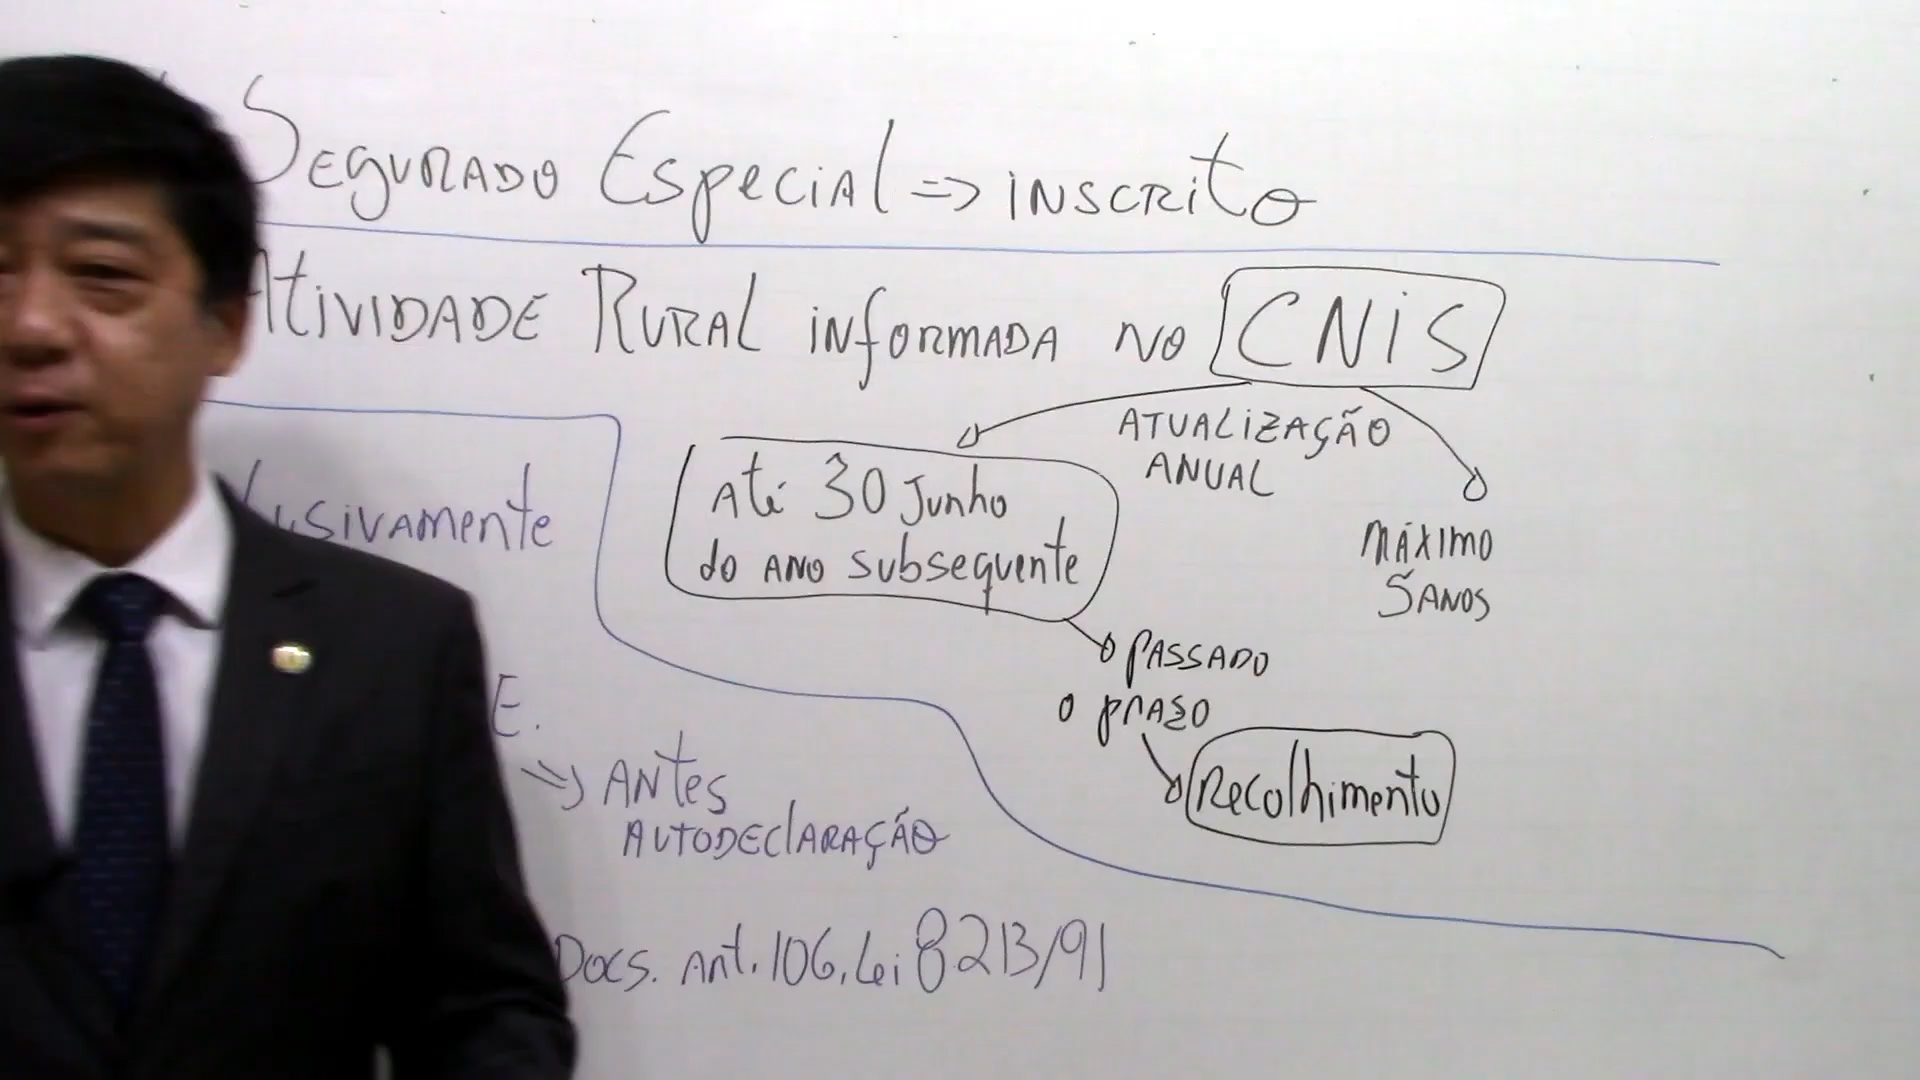 Segurado Especial => inscrito
Atividade Rural informada no CNIS
Atualização
Anual
Até 30 Junho
do ano subsequente
Máximo
5 anos
Passado
o prazo
Recolhimento
E.
=> Antes
Autodeclaração
Docs. art. 106, Lei 8213/91